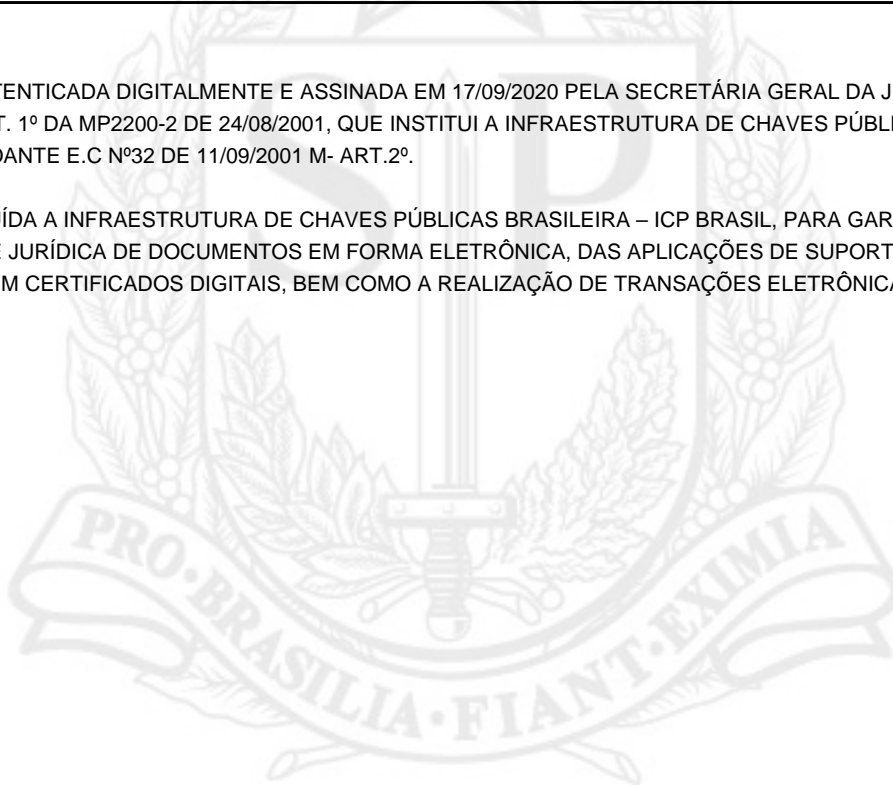 TENTICADA DIGITALMENTE E ASSINADA EM 17/09/2020 PELA SECRETÁRIA GERAL DA J
T. 1º DA MP2200-2 DE 24/08/2001, QUE INSTITUI A INFRAESTRUTURA DE CHAVES PÚBL
DANTE E.C Nº32 DE 11/09/2001 M- ART.2º.
ÍDA A INFRAESTRUTURA DE CHAVES PÚBLICAS BRASILEIRA – ICP BRASIL, PARA GAR
E JURÍDICA DE DOCUMENTOS EM FORMA ELETRÔNICA, DAS APLICAÇÕES DE SUPORT
M CERTIFICADOS DIGITAIS, BEM COMO A REALIZAÇÃO DE TRANSAÇÕES ELETRÔNICA
SP
PRO·BRASILIA·FIANT·EXIMIA